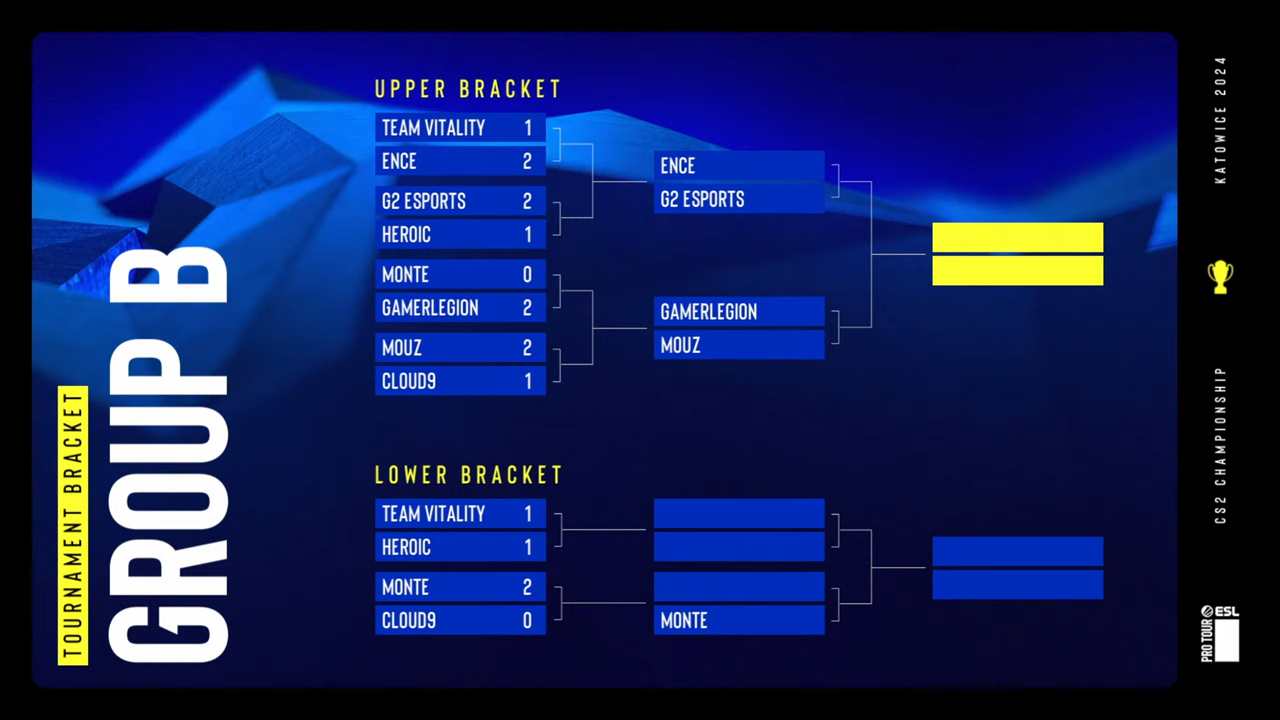 UPPER BRACKET
TEAM VITALITY 1
ENCE 2
G2 ESPORTS 2
HEROIC 1
MONTE 0
GAMERLEGION 2
MOUZ 2
CLOUD9 1
ENCE
G2 ESPORTS
GAMERLEGION
MOUZ
LOWER BRACKET
TEAM VITALITY 1
HEROIC 1
MONTE 2
CLOUD9 0
MONTE
TOURNAMENT BRACKET
GROUP B
KATOWICE 2024
CS2 CHAMPIONSHIP
ESL
PRO TOUR